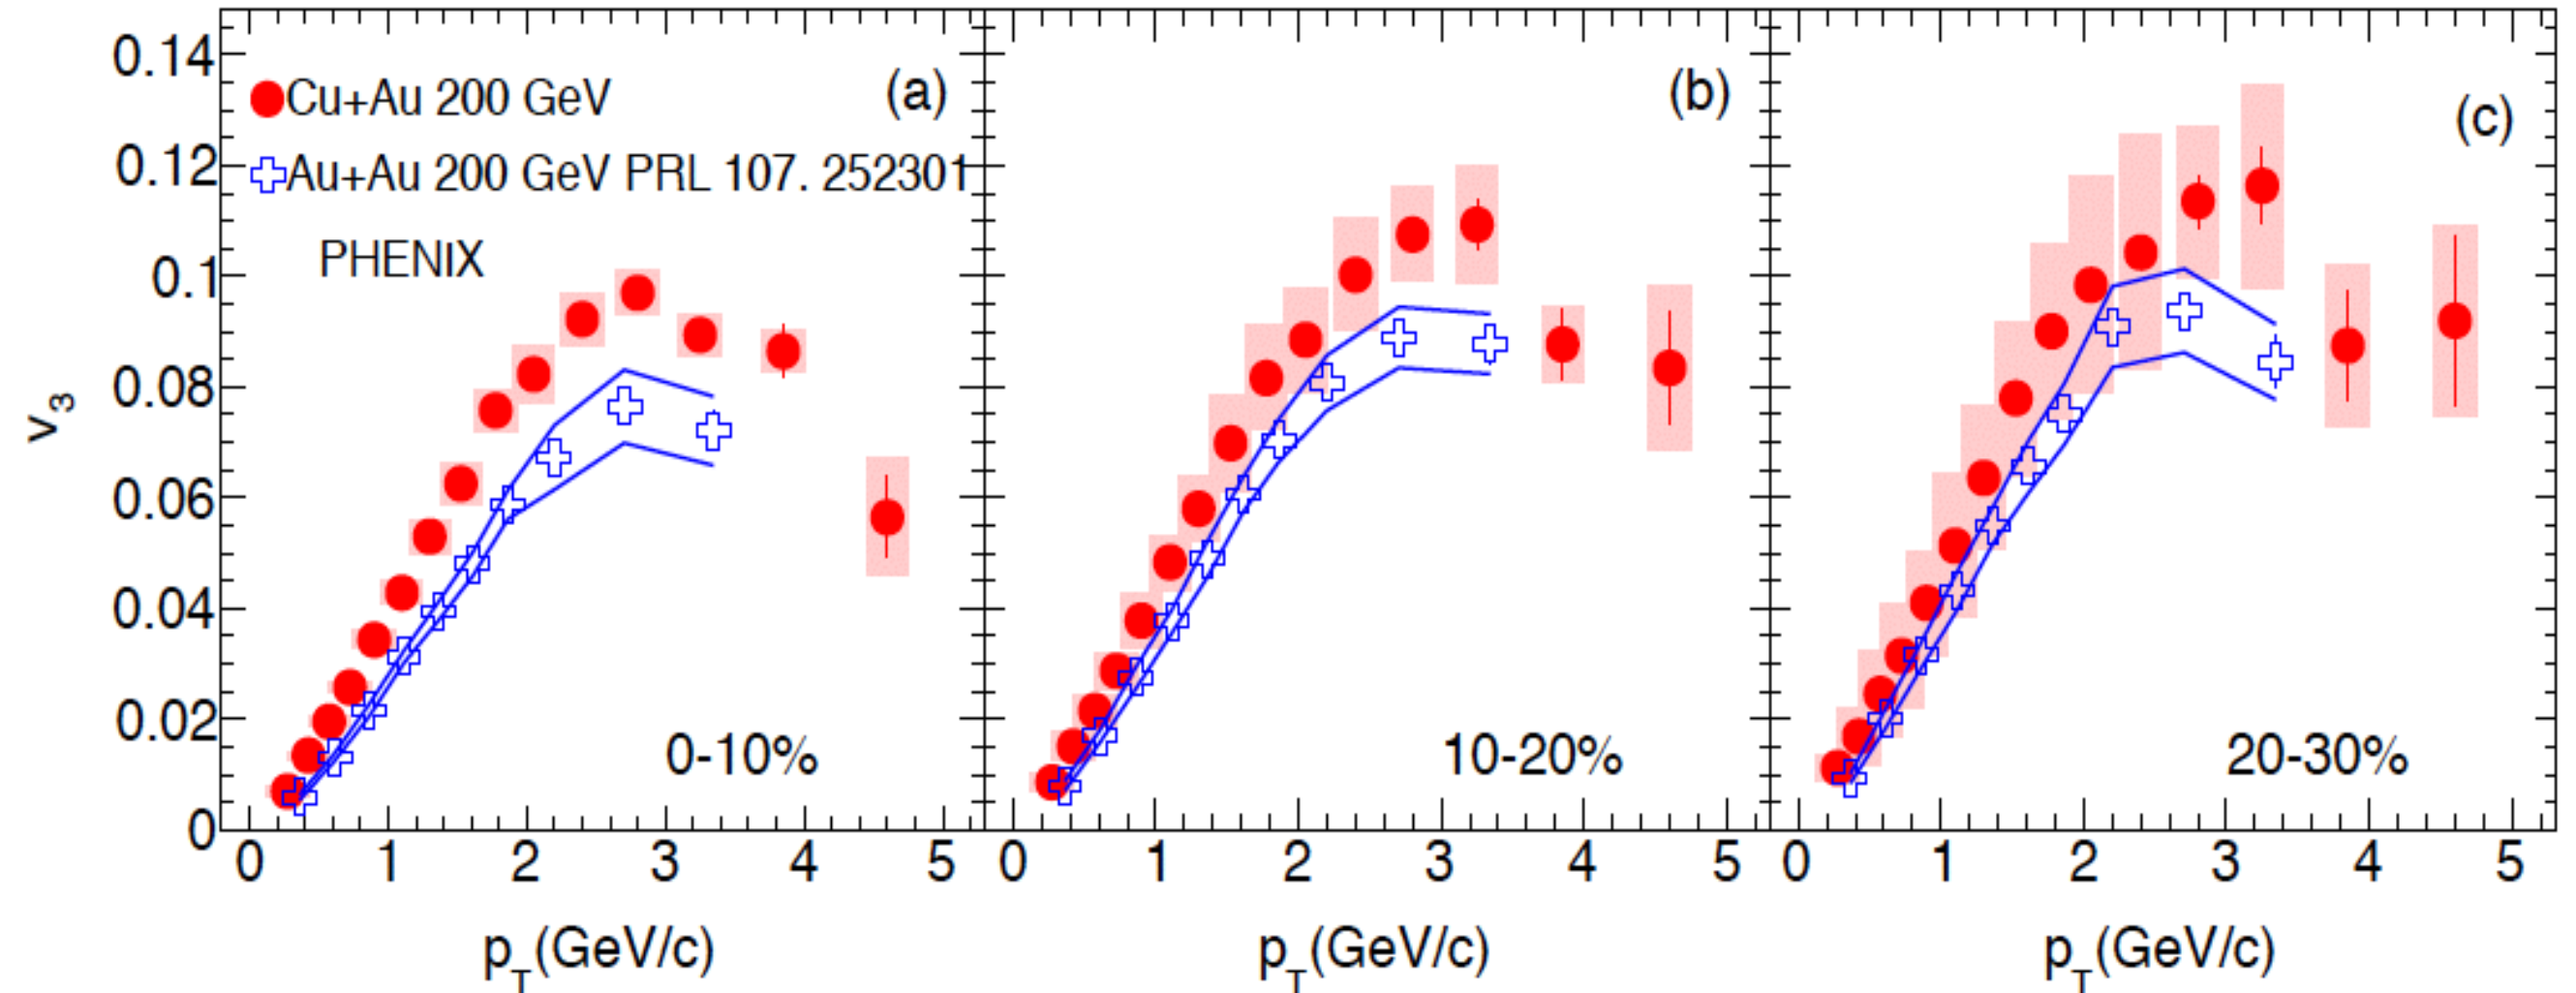 0.14
0.12
0.1
0.08
0.06
0.04
0.02
0
v3
Cu+Au 200 GeV
Au+Au 200 GeV PRL 107. 252301
PHENIX
(a)
0-10%
0 1 2 3 4 5
pT(GeV/c)
(b)
10-20%
0 1 2 3 4 5
pT(GeV/c)
(c)
20-30%
0 1 2 3 4 5
pT(GeV/c)